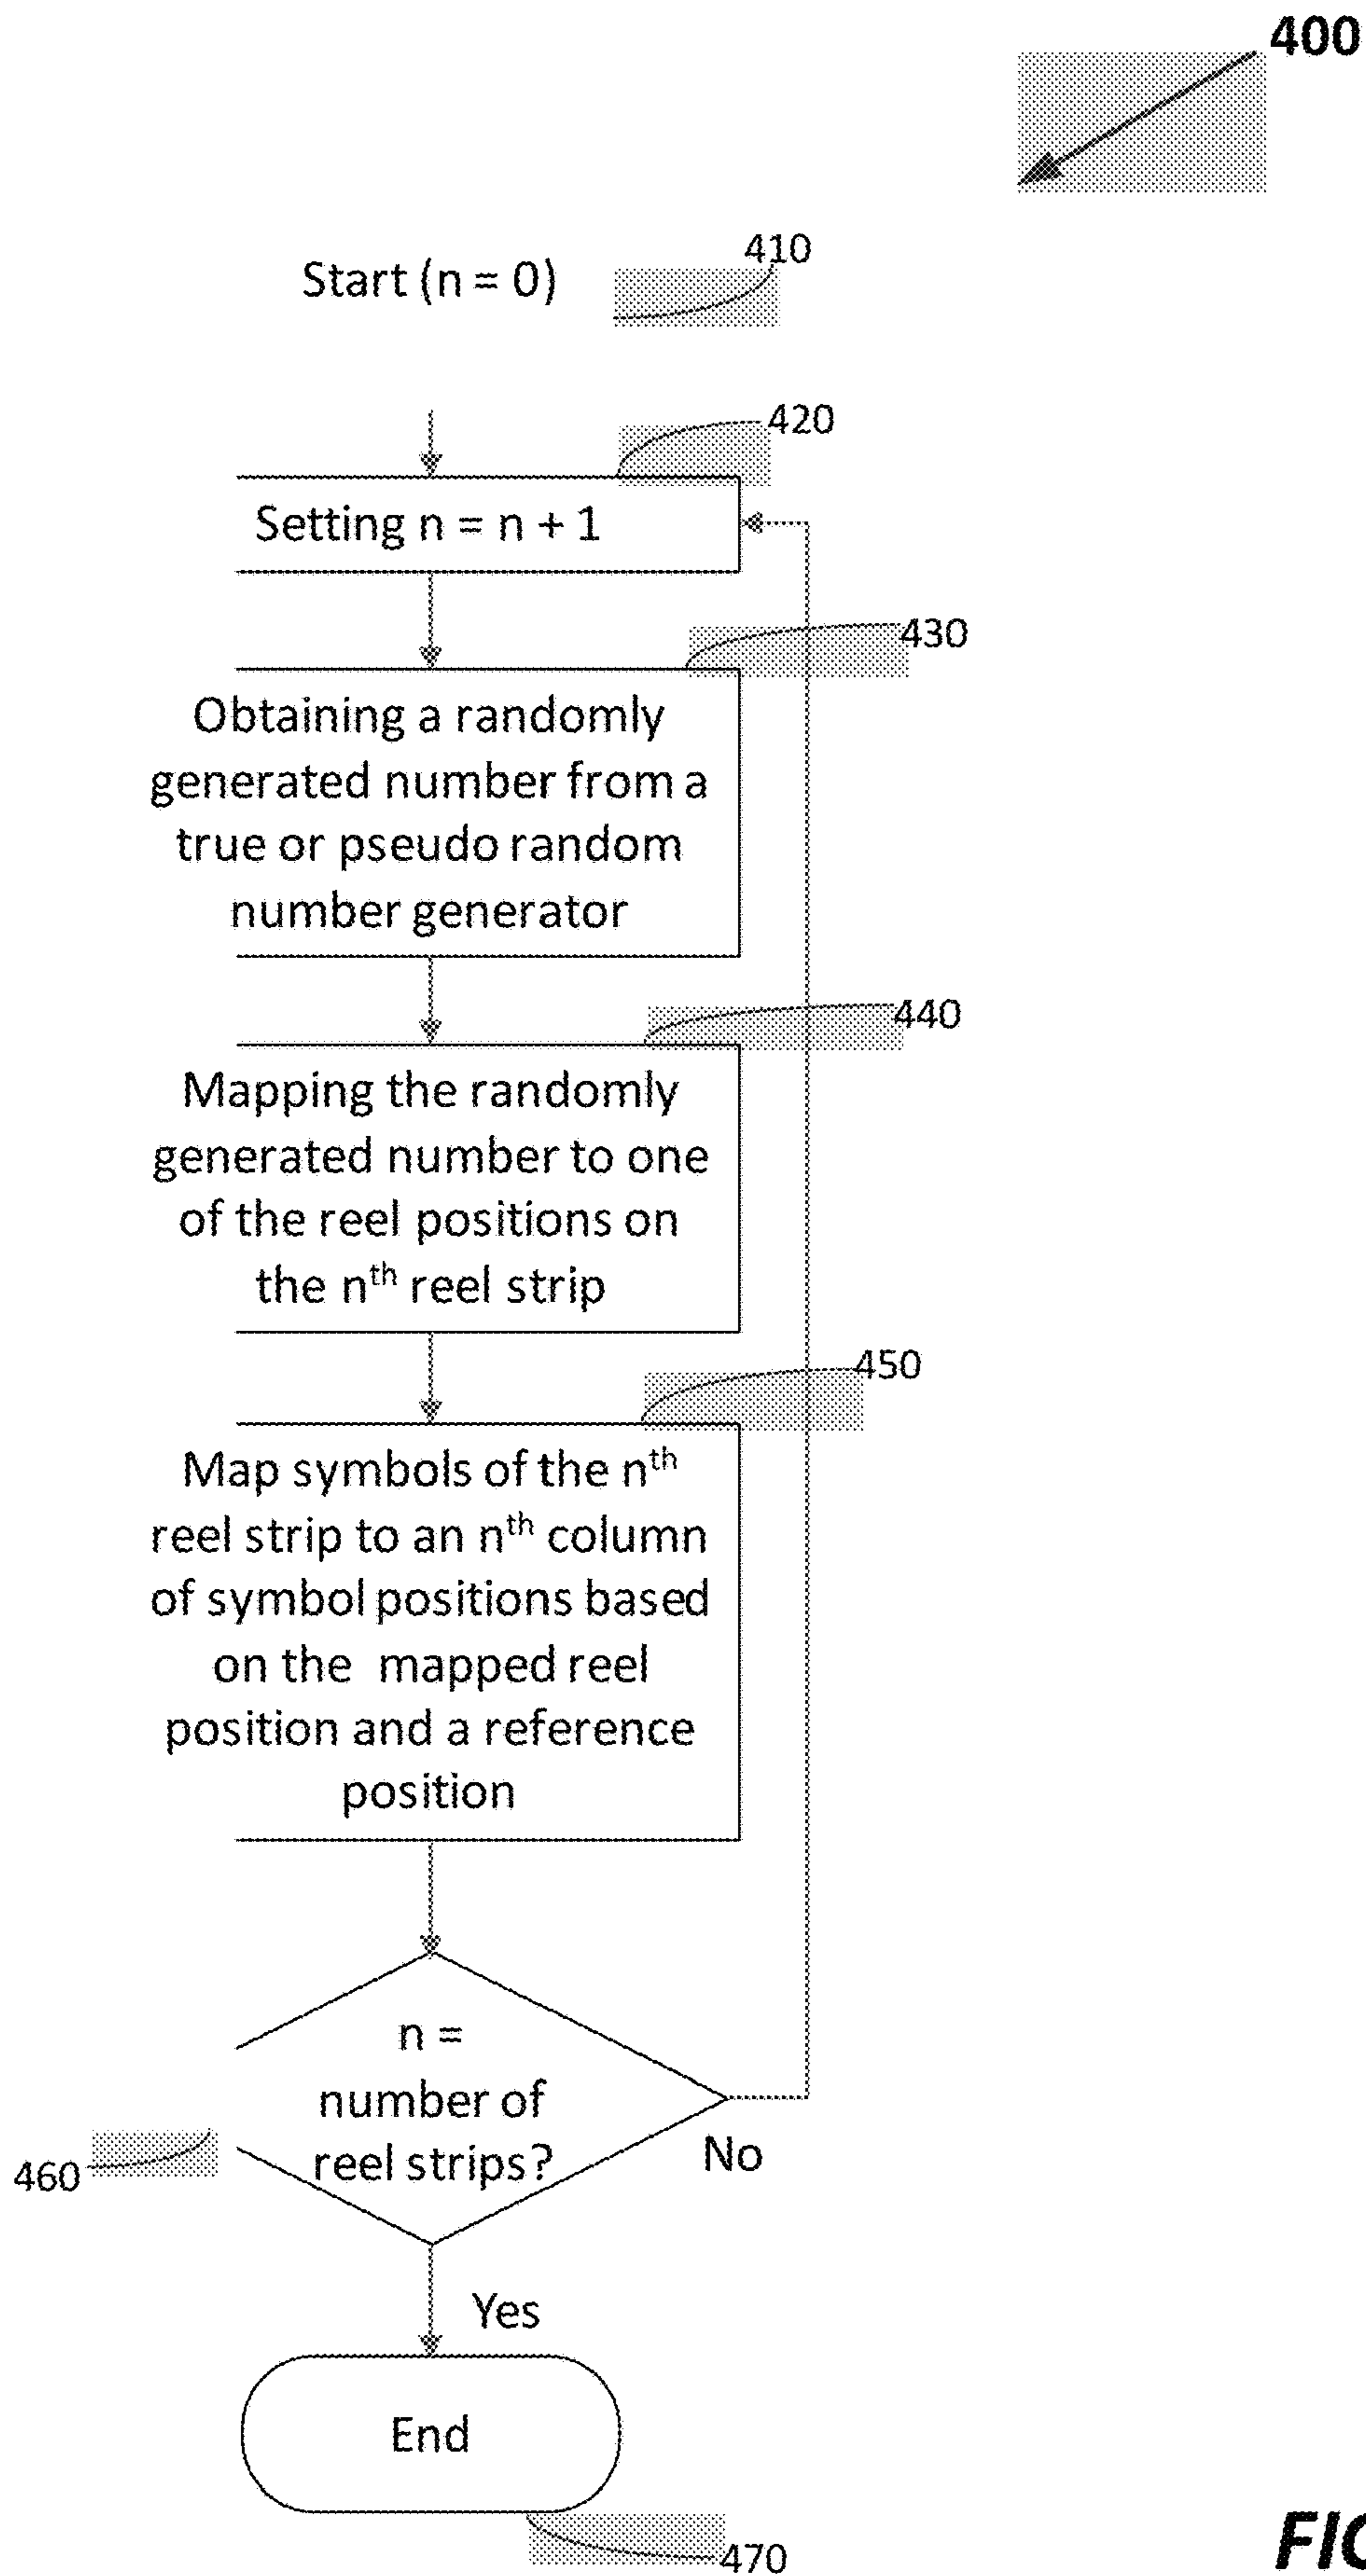 400
410
Start (n = 0)
420
Setting n = n + 1
430
Obtaining a randomly
generated number from a
true or pseudo random
number generator
440
Mapping the randomly
generated number to one
of the reel positions on
the nth reel strip
450
Map symbols of the nth
reel strip to an nth column
of symbol positions based
on the mapped reel
position and a reference
position
n =
number of
reel strips?
No
460
Yes
End
470